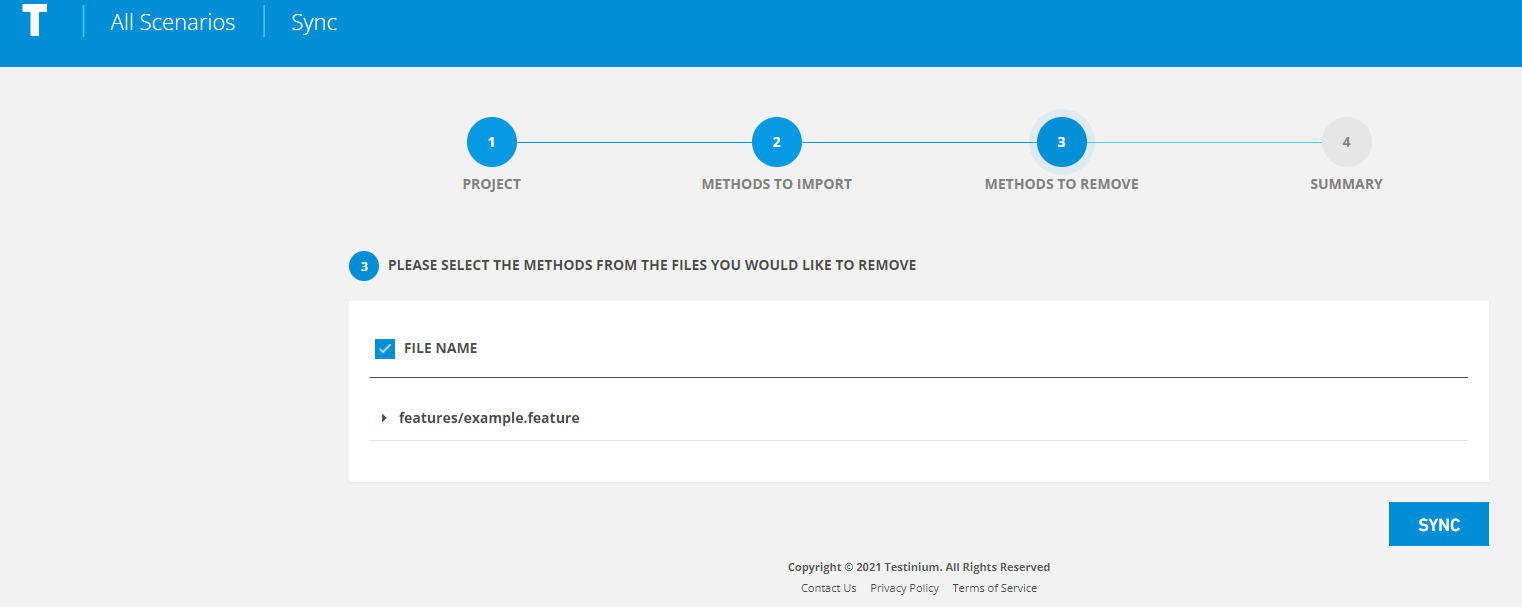 T All Scenarios Sync
1 2 3 4
PROJECT METHODS TO IMPORT METHODS TO REMOVE SUMMARY
3 PLEASE SELECT THE METHODS FROM THE FILES YOU WOULD LIKE TO REMOVE
FILE NAME
features/example.feature
SYNC
Copyright © 2021 Testinium. All Rights Reserved
Contact Us Privacy Policy Terms of Service